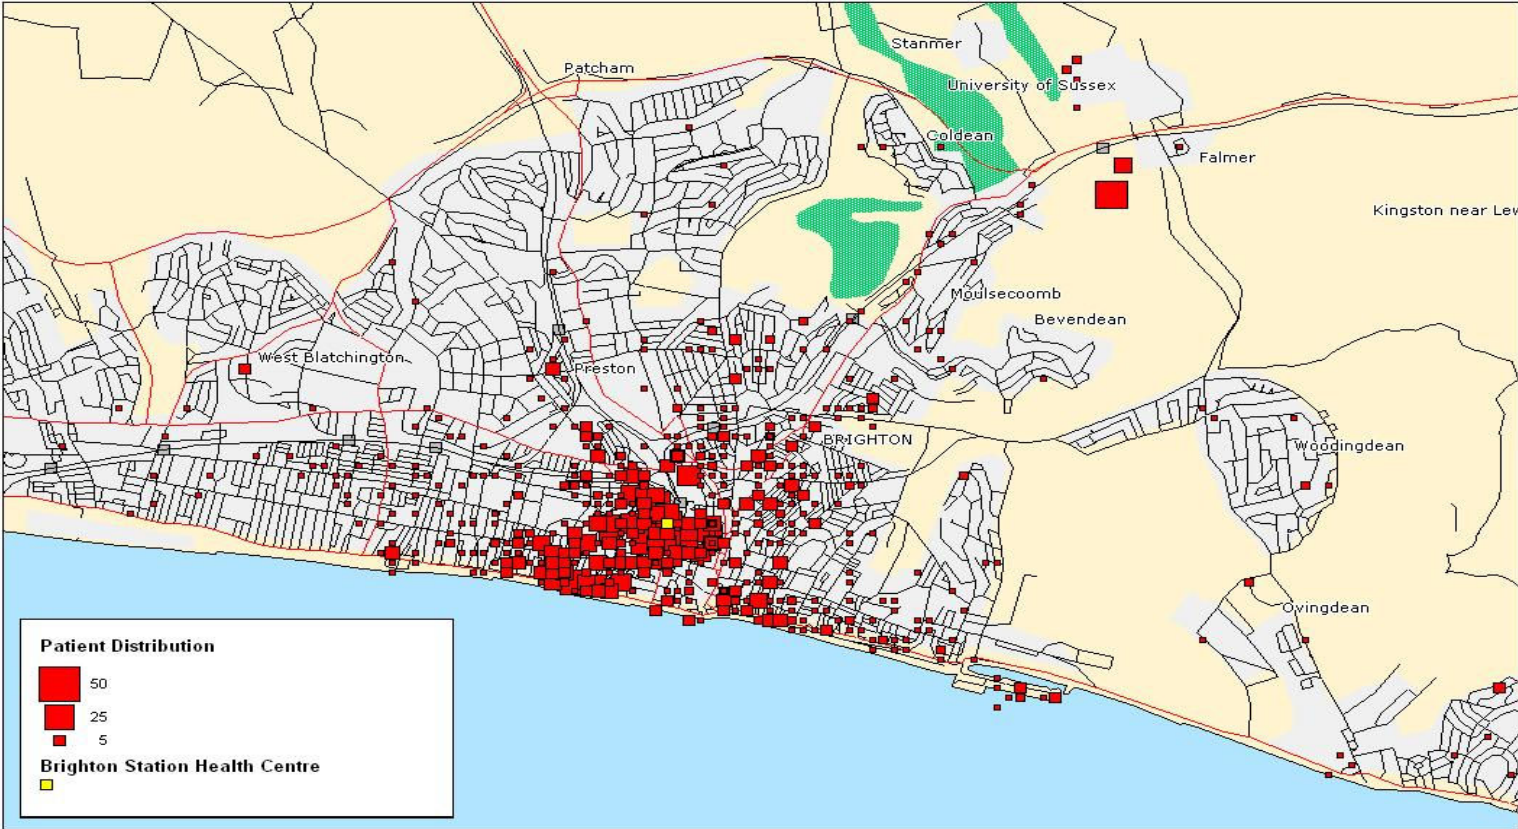 Stanmer
Patcham
University of Sussex
Coldean
Falmer
Kingston near Lew
Moulsecoomb
Bevendean
West Blatchington
Preston
BRIGHTON
Woodingdean
Ovingdean
Patient Distribution
50
25
5
Brighton Station Health Centre